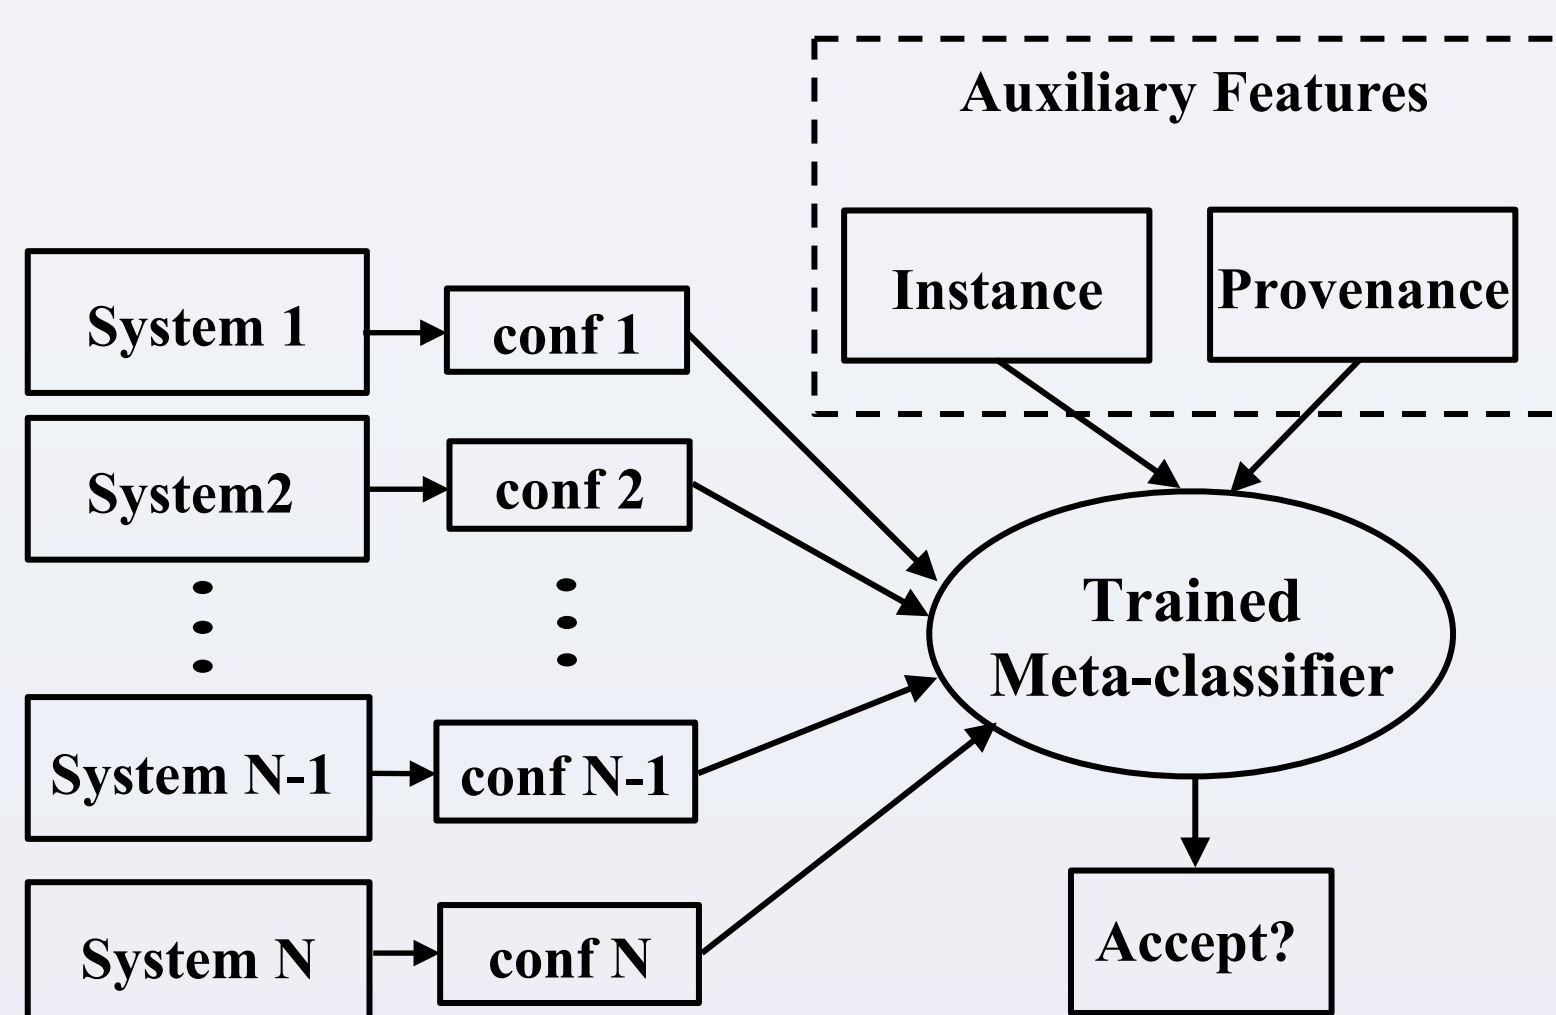 Auxiliary Features
Instance
Provenance
System 1
conf 1
System2
conf 2
Trained
Meta-classifier
System N-1
conf N-1
System N
conf N
Accept?